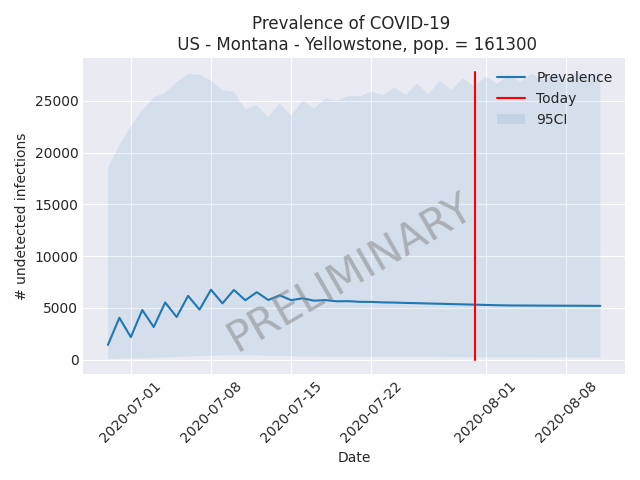 Prevalence of COVID-19
US - Montana - Yellowstone, pop. = 161300
Prevalence
Today
95CI
PRELIMINARY
# undetected infections
25000
20000
15000
10000
5000
0
2020-07-01
2020-07-08
2020-07-15
2020-07-22
2020-08-01
2020-08-08
Date